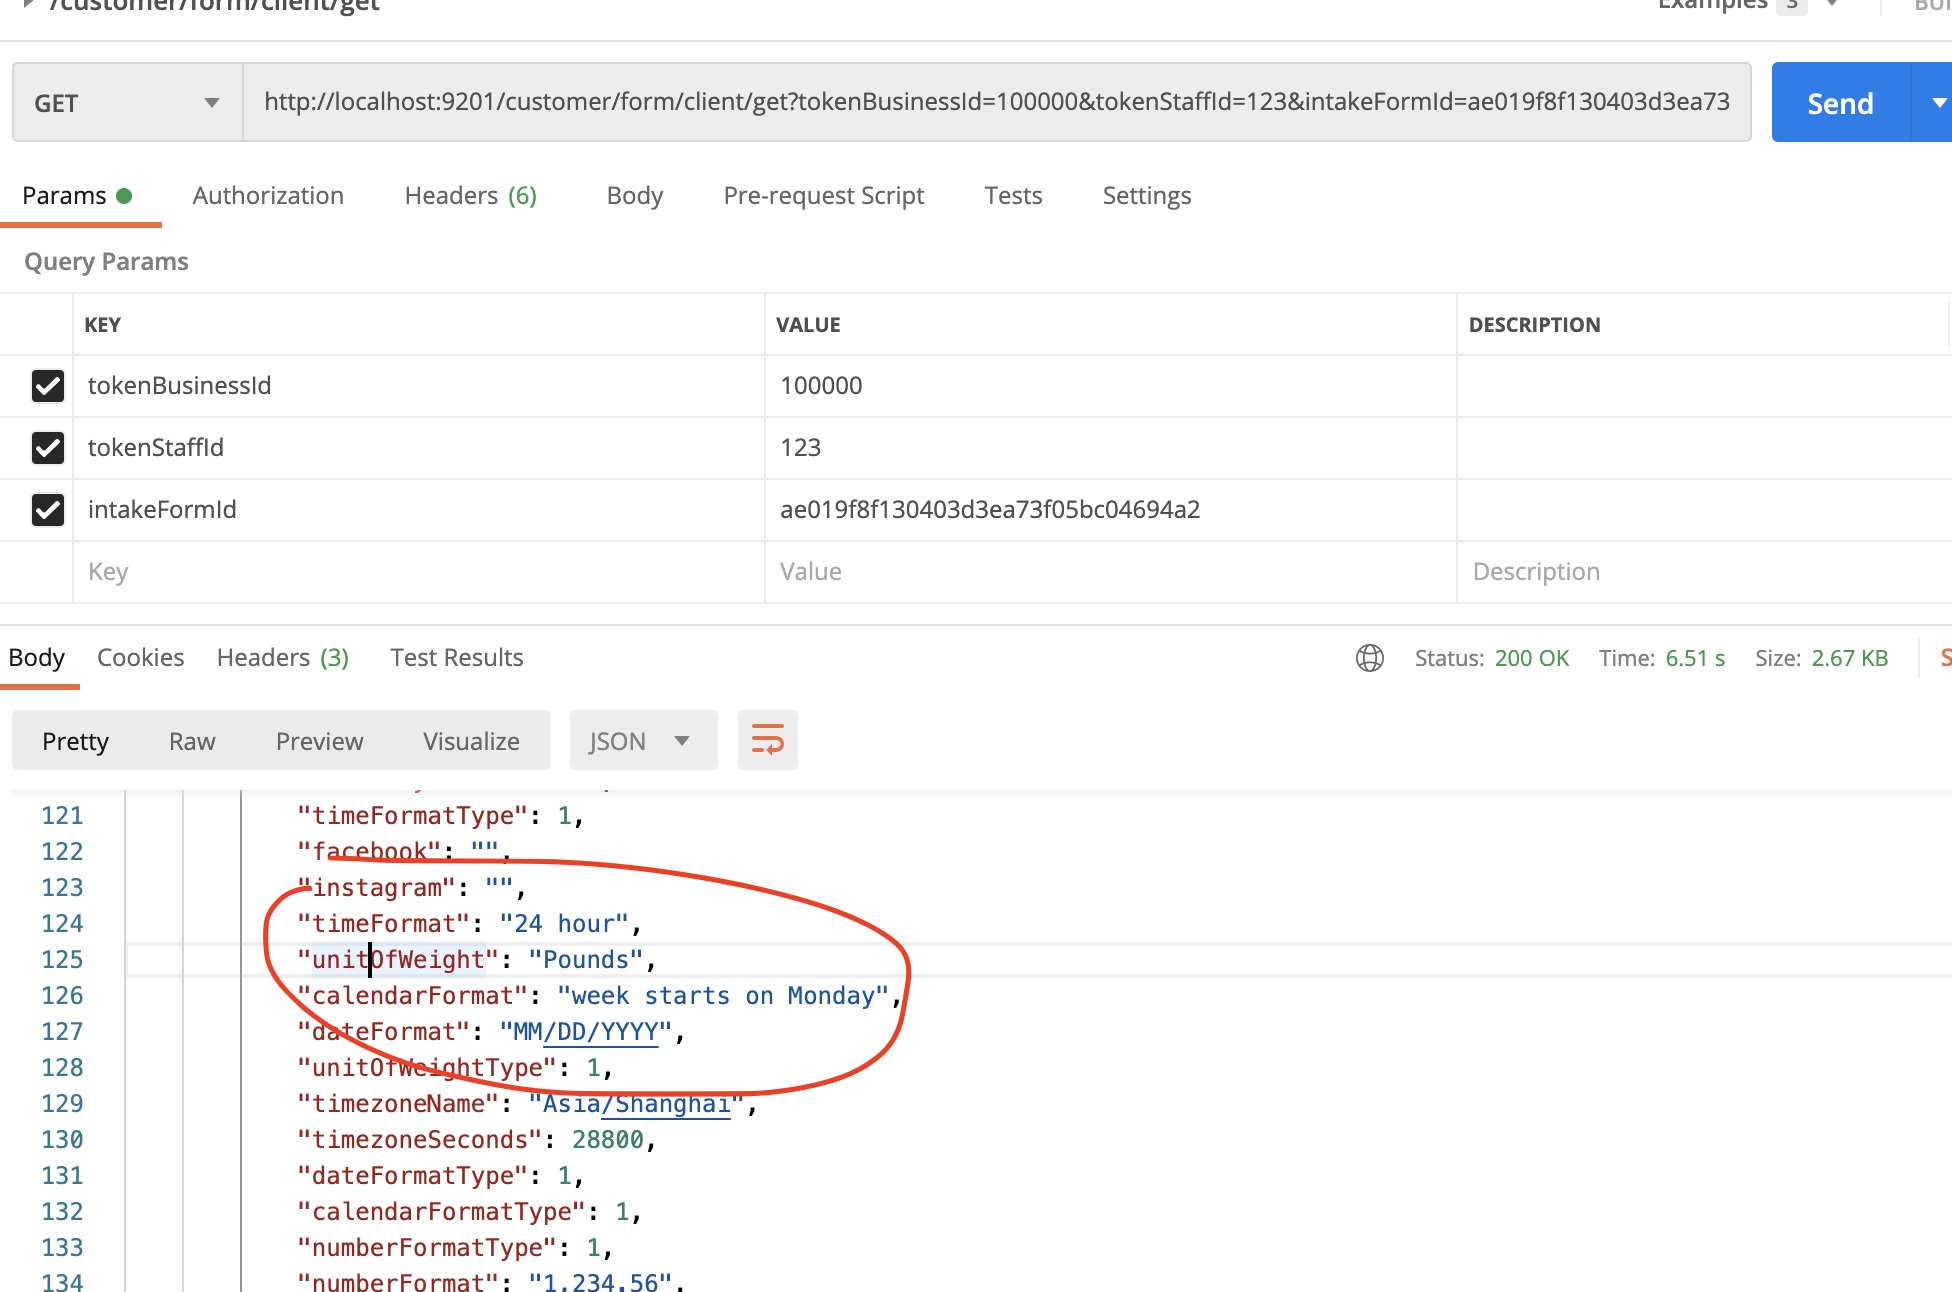 /customer/form/client/get Examples 3
GET http://localhost:9201/customer/form/client/get?tokenBusinessId=100000&tokenStaffId=123&intakeFormId=ae019f8f130403d3ea73 Send
Params Authorization Headers (6) Body Pre-request Script Tests Settings
Query Params
KEY VALUE DESCRIPTION
tokenBusinessId 100000
tokenStaffId 123
intakeFormId ae019f8f130403d3ea73f05bc04694a2
Key Value Description
Body Cookies Headers (3) Test Results Status: 200 OK Time: 6.51 s Size: 2.67 KB
Pretty Raw Preview Visualize JSON
121 "timeFormatType": 1,
122 "facebook": "",
123 "instagram": "",
124 "timeFormat": "24 hour",
125 "unitOfWeight": "Pounds",
126 "calendarFormat": "week starts on Monday",
127 "dateFormat": "MM/DD/YYYY",
128 "unitOfWeightType": 1,
129 "timezoneName": "Asia/Shanghai",
130 "timezoneSeconds": 28800,
131 "dateFormatType": 1,
132 "calendarFormatType": 1,
133 "numberFormatType": 1,
134 "numberFormat": "1,234.56",